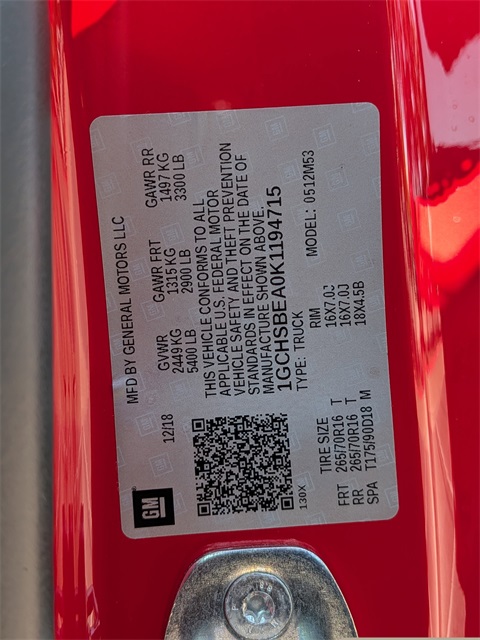 GM
MFD BY GENERAL MOTORS LLC
12/18
GVWR
2449 KG
5400 LB
GAWR FRT
1315 KG
2900 LB
GAWR RR
1497 KG
3300 LB
THIS VEHICLE CONFORMS TO ALL
APPLICABLE U.S. FEDERAL MOTOR
VEHICLE SAFETY AND THEFT PREVENTION
STANDARDS IN EFFECT ON THE DATE OF
MANUFACTURE SHOWN ABOVE.
1GCHSBEA0K1194715
TYPE: TRUCK MODEL: 0512M53
130X
TIRE SIZE RIM
FRT 265/70R16 T 16X7.0J
RR 265/70R16 T 16X7.0J
SPA T175/90D18 M 18X4.5B